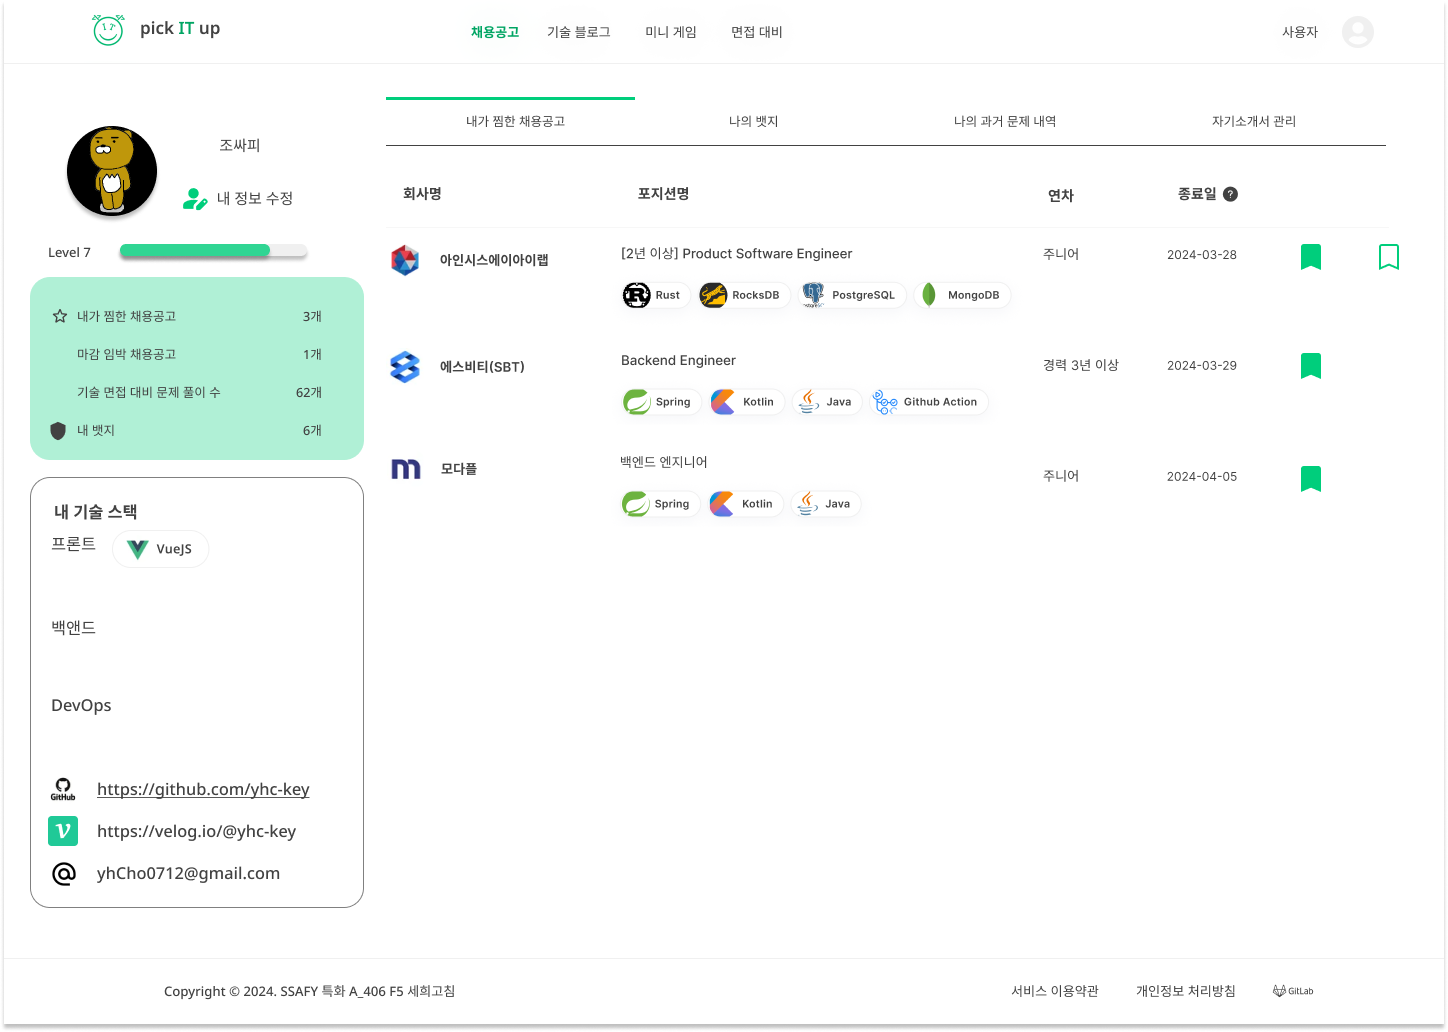 pick IT up
채용공고
기술 블로그
미니 게임
면접 대비
사용자
조싸피
내 정보 수정
Level 7
내가 찜한 채용공고 3개
마감 임박 채용공고 1개
기술 면접 대비 문제 풀이 수 62개
내 뱃지 6개
내 기술 스택
프론트
VueJS
백앤드
DevOps
GitHub
https://github.com/yhc-key
v
https://velog.io/@yhc-key
@
yhCho0712@gmail.com
내가 찜한 채용공고
나의 뱃지
나의 과거 문제 내역
자기소개서 관리
회사명
포지션명
연차
종료일 ?
아인시스에이아이랩
[2년 이상] Product Software Engineer
주니어
2024-03-28
Rust
RocksDB
PostgreSQL
MongoDB
에스비티(SBT)
Backend Engineer
경력 3년 이상
2024-03-29
Spring
Kotlin
Java
Github Action
m
모다플
백엔드 엔지니어
주니어
2024-04-05
Spring
Kotlin
Java
Copyright © 2024. SSAFY 특화 A_406 F5 세희고침
서비스 이용약관
개인정보 처리방침
GitLab